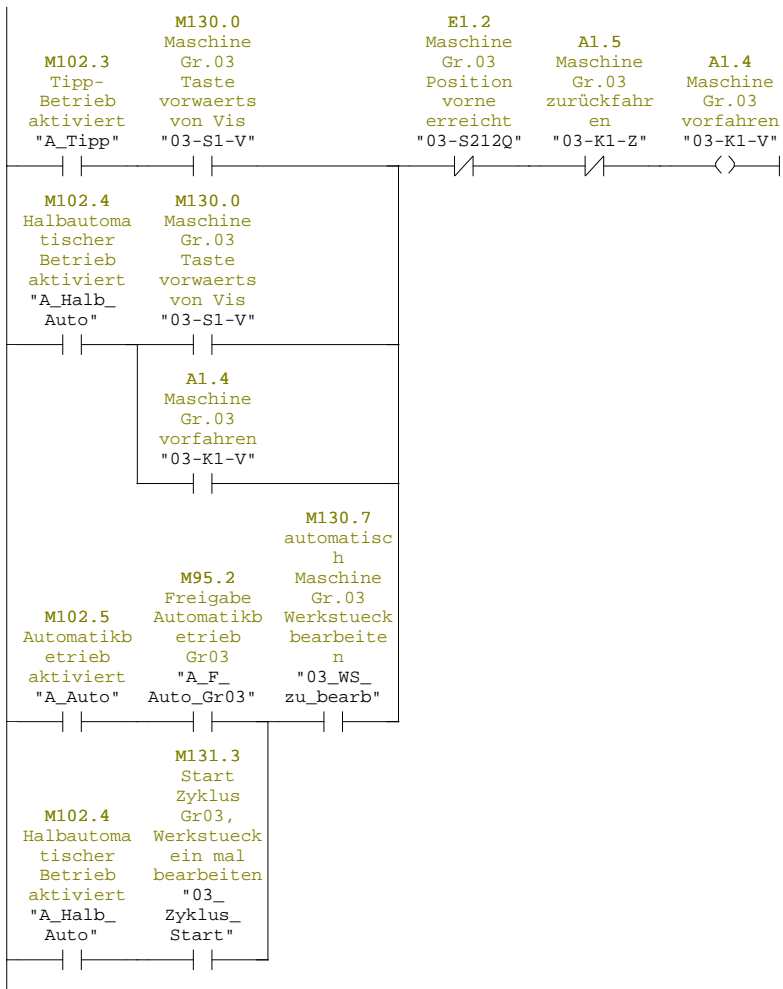 M130.0
Maschine
Gr.03
Taste
vorwaerts
von Vis
"03-S1-V"
M102.3
Tipp-
Betrieb
aktiviert
"A_Tipp"
E1.2
Maschine
Gr.03
Position
vorne
erreicht
"03-S212Q"
A1.5
Maschine
Gr.03
zurückfahr
en
"03-K1-Z"
A1.4
Maschine
Gr.03
vorfahren
"03-K1-V"
M102.4
Halbautoma
tischer
Betrieb
aktiviert
"A_Halb_
Auto"
M130.0
Maschine
Gr.03
Taste
vorwaerts
von Vis
"03-S1-V"
A1.4
Maschine
Gr.03
vorfahren
"03-K1-V"
M130.7
automatisc
h
Maschine
Gr.03
Werkstueck
bearbeite
n
"03_WS_
zu_bearb"
M95.2
Freigabe
Automatikb
etrieb
Gr03
"A_F_
Auto_Gr03"
M102.5
Automatikb
etrieb
aktiviert
"A_Auto"
M131.3
Start
Zyklus
Gr03,
Werkstueck
ein mal
bearbeiten
"03_
Zyklus_
Start"
M102.4
Halbautoma
tischer
Betrieb
aktiviert
"A_Halb_
Auto"